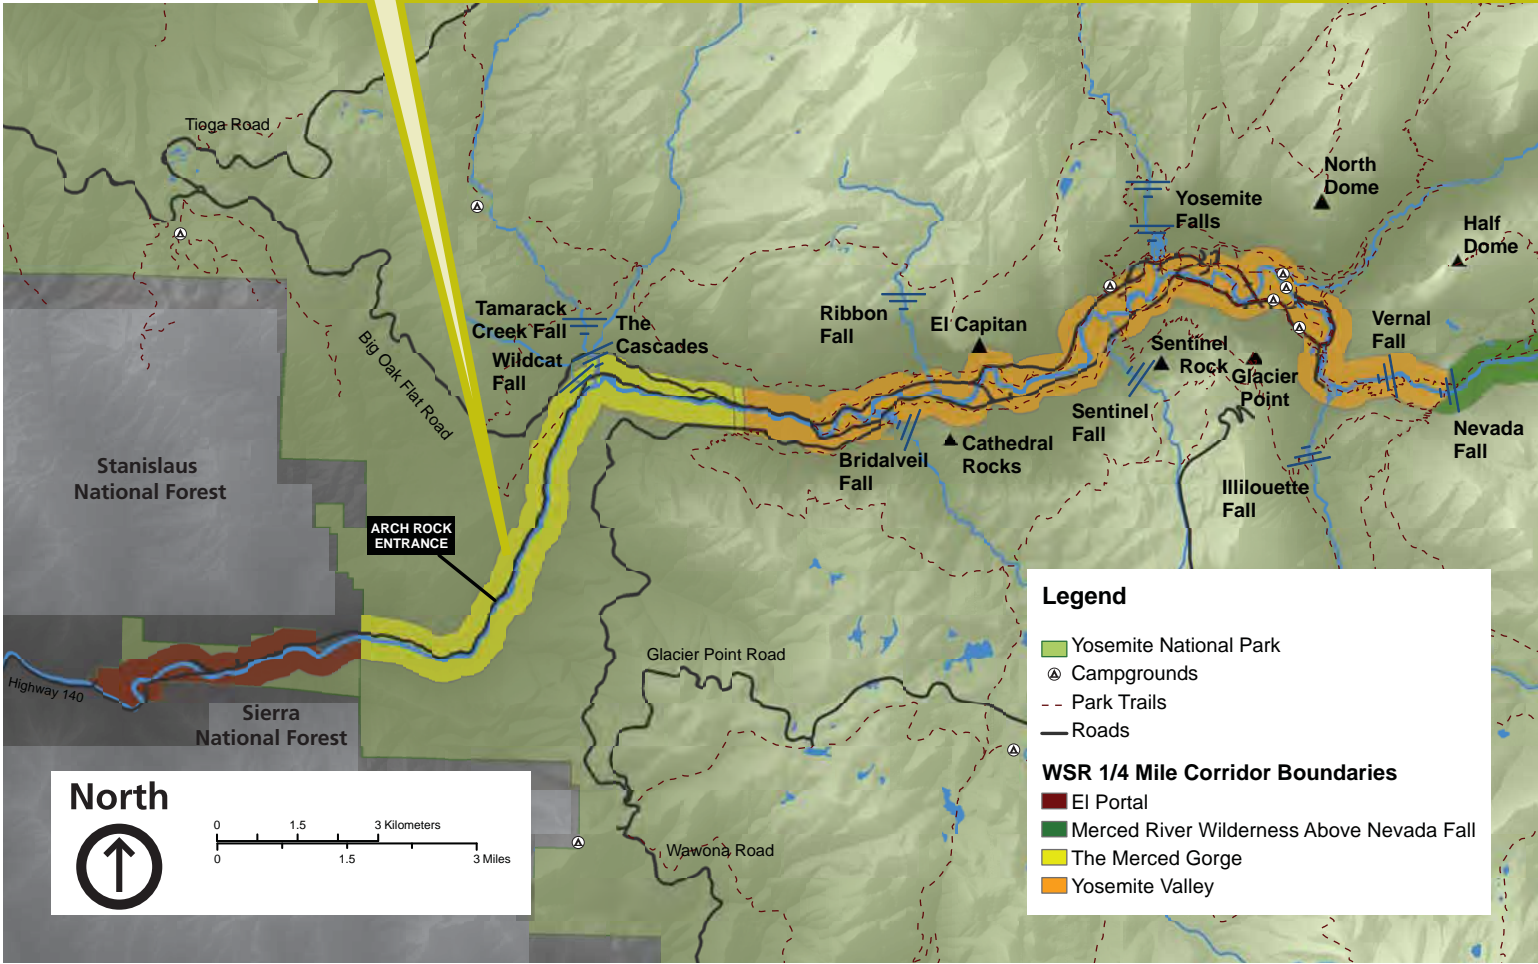 Tioga Road
North
Dome
Yosemite
Falls
Half
Dome
Tamarack
Creek Fall
The
Cascades
Ribbon
Fall
El Capitan
Vernal
Fall
Big Oak Flat Road
Wildcat
Fall
Sentinel
Rock
Glacier
Point
Sentinel
Fall
Nevada
Fall
Cathedral
Rocks
Bridalveil
Fall
Illilouette
Fall
Stanislaus
National Forest
ARCH ROCK
ENTRANCE
Highway 140
Sierra
National Forest
Glacier Point Road
Wawona Road
North
0
1.5
3 Kilometers
0
1.5
3 Miles
Legend
Yosemite National Park
Campgrounds
Park Trails
Roads
WSR 1/4 Mile Corridor Boundaries
El Portal
Merced River Wilderness Above Nevada Fall
The Merced Gorge
Yosemite Valley